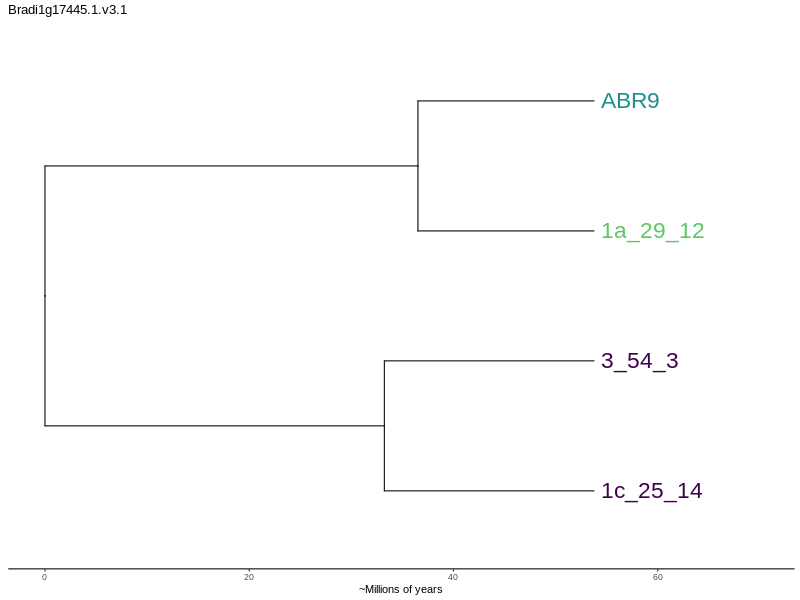 Bradi1g17445.1.v3.1
ABR9
1a_29_12
3_54_3
1c_25_14
0 20 40 60
~Millions of years